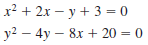 x² + 2x − y + 3 = 0
y² − 4y − 8x + 20 = 0